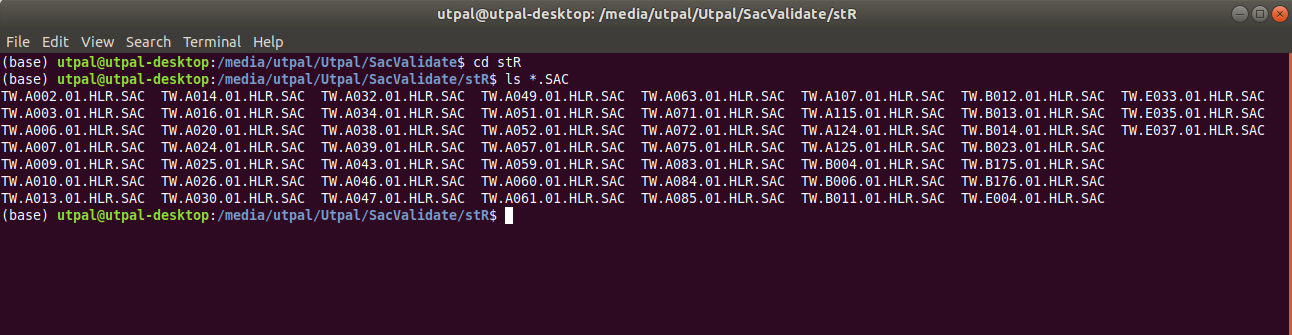 utpal@utpal-desktop: /media/utpal/Utpal/SacValidate/stR
File Edit View Search Terminal Help
(base) utpal@utpal-desktop:/media/utpal/Utpal/SacValidate$ cd stR
(base) utpal@utpal-desktop:/media/utpal/Utpal/SacValidate/stR$ ls *.SAC
TW.A002.01.HLR.SAC TW.A014.01.HLR.SAC TW.A032.01.HLR.SAC TW.A049.01.HLR.SAC TW.A063.01.HLR.SAC TW.A107.01.HLR.SAC TW.B012.01.HLR.SAC TW.E033.01.HLR.SAC
TW.A003.01.HLR.SAC TW.A016.01.HLR.SAC TW.A034.01.HLR.SAC TW.A051.01.HLR.SAC TW.A071.01.HLR.SAC TW.A115.01.HLR.SAC TW.B013.01.HLR.SAC TW.E035.01.HLR.SAC
TW.A006.01.HLR.SAC TW.A020.01.HLR.SAC TW.A038.01.HLR.SAC TW.A052.01.HLR.SAC TW.A072.01.HLR.SAC TW.A124.01.HLR.SAC TW.B014.01.HLR.SAC TW.E037.01.HLR.SAC
TW.A007.01.HLR.SAC TW.A024.01.HLR.SAC TW.A039.01.HLR.SAC TW.A057.01.HLR.SAC TW.A075.01.HLR.SAC TW.A125.01.HLR.SAC TW.B023.01.HLR.SAC
TW.A009.01.HLR.SAC TW.A025.01.HLR.SAC TW.A043.01.HLR.SAC TW.A059.01.HLR.SAC TW.A083.01.HLR.SAC TW.B004.01.HLR.SAC TW.B175.01.HLR.SAC
TW.A010.01.HLR.SAC TW.A026.01.HLR.SAC TW.A046.01.HLR.SAC TW.A060.01.HLR.SAC TW.A084.01.HLR.SAC TW.B006.01.HLR.SAC TW.B176.01.HLR.SAC
TW.A013.01.HLR.SAC TW.A030.01.HLR.SAC TW.A047.01.HLR.SAC TW.A061.01.HLR.SAC TW.A085.01.HLR.SAC TW.B011.01.HLR.SAC TW.E004.01.HLR.SAC
(base) utpal@utpal-desktop:/media/utpal/Utpal/SacValidate/stR$